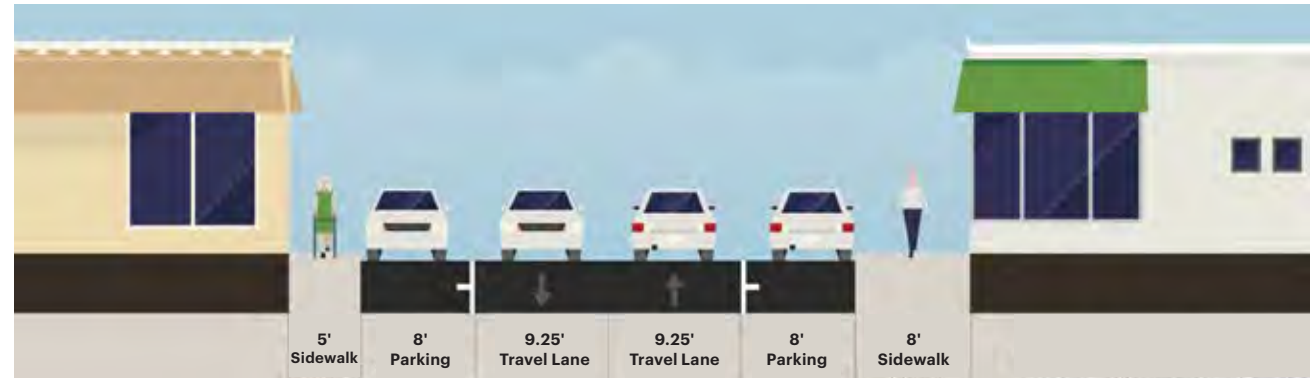 5'
Sidewalk
8'
Parking
9.25'
Travel Lane
9.25'
Travel Lane
8'
Parking
8'
Sidewalk